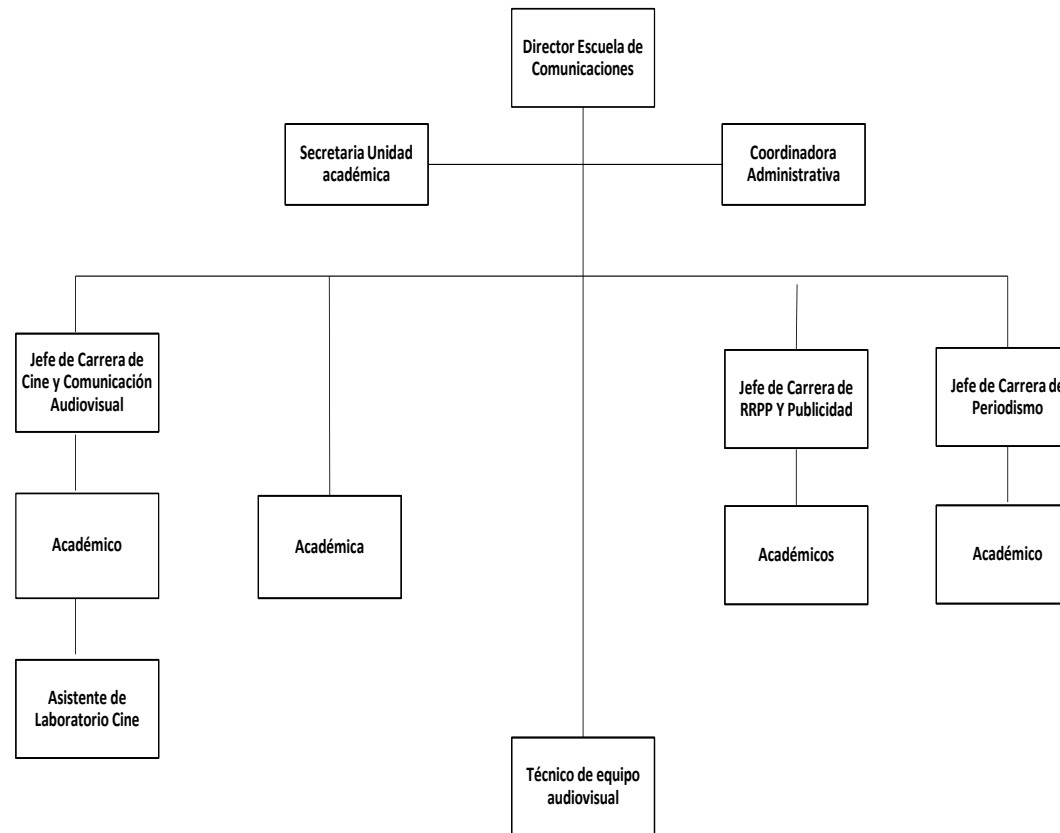 Director Escuela de
Comunicaciones
Secretaria Unidad
académica
Coordinadora
Administrativa
Jefe de Carrera de
Cine y Comunicación
Audiovisual
Jefe de Carrera de
RRPP Y Publicidad
Jefe de Carrera de
Periodismo
Académico
Académica
Académicos
Académico
Asistente de
Laboratorio Cine
Técnico de equipo
audiovisual